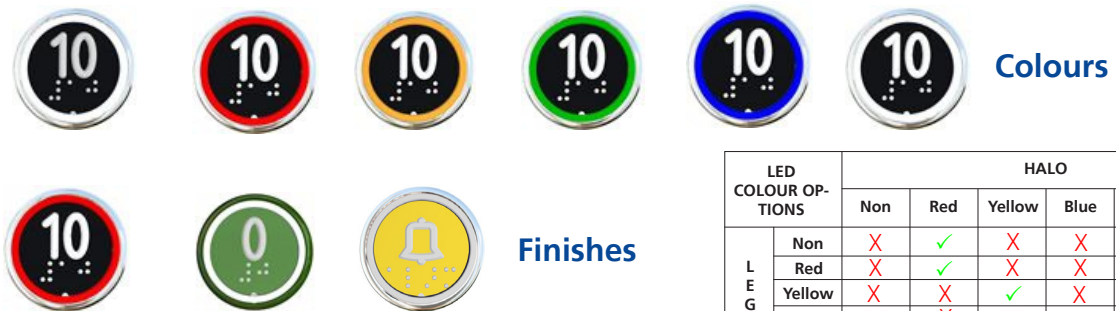 10 10 10 10 10 10
Colours
10 0
Finishes
LED
COLOUR OP-
TIONS
HALO
Non Red Yellow Blue
L
E
G
Non X ✓ X X
Red X ✓ X X
Yellow X X ✓ X